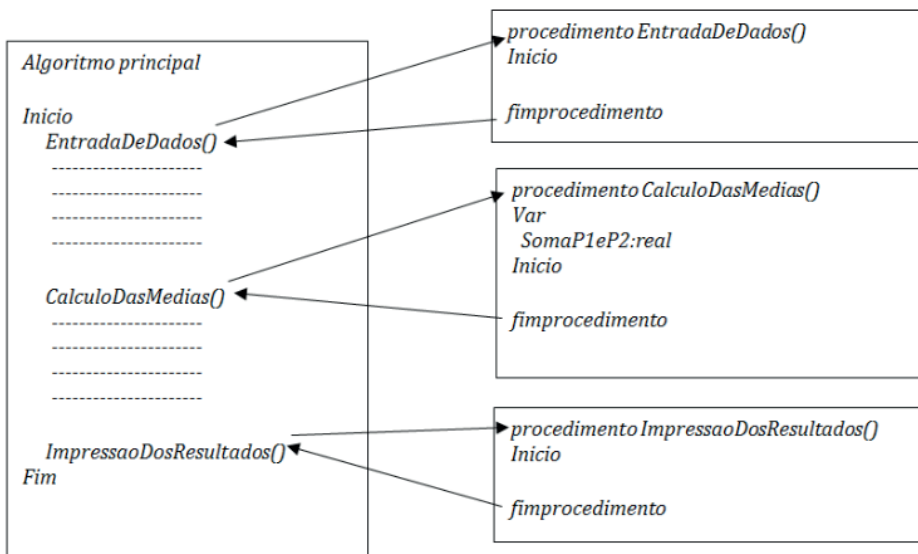 Algoritmo principal
Inicio
EntradaDeDados()
----------------------
----------------------
----------------------
----------------------
CalculoDasMedias()
----------------------
----------------------
----------------------
----------------------
ImpressaoDosResultados()
Fim
procedimento EntradaDeDados()
Inicio
fimprocedimento
procedimento CalculoDasMedias()
Var
SomaP1eP2:real
Inicio
fimprocedimento
procedimento ImpressaoDosResultados()
Inicio
fimprocedimento